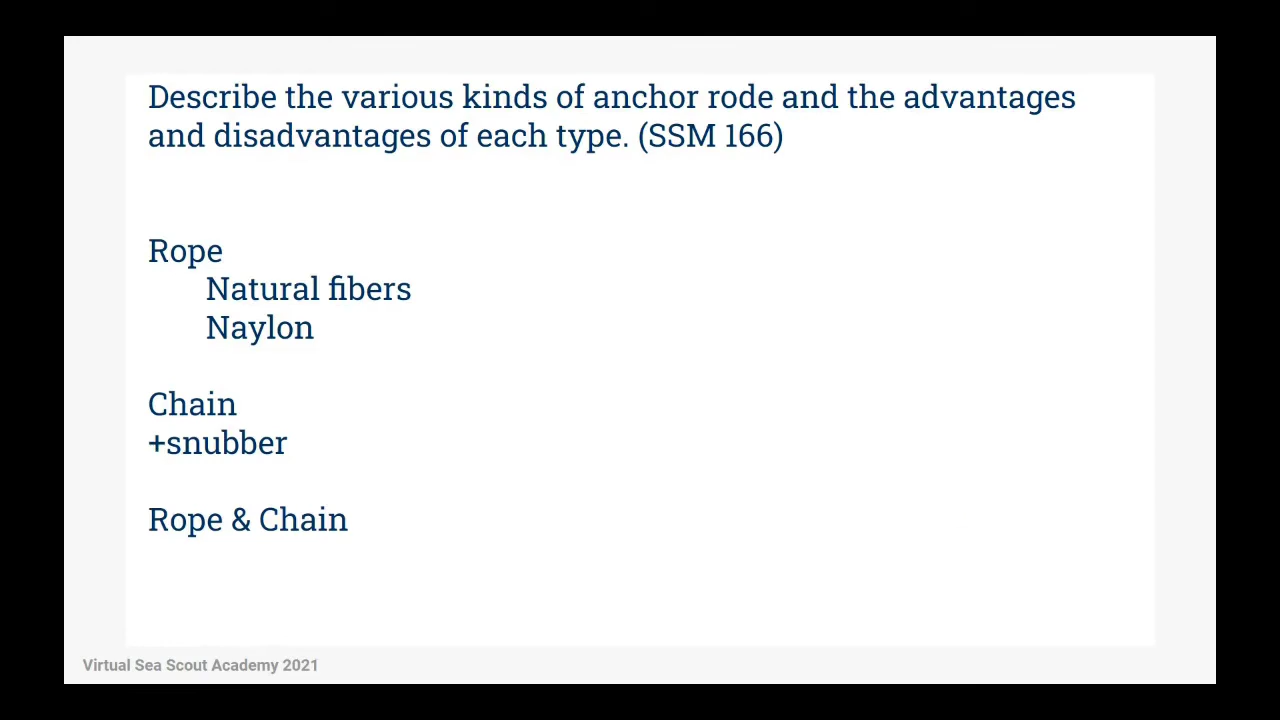 Describe the various kinds of anchor rode and the advantages
and disadvantages of each type. (SSM 166)
Rope
Natural fibers
Naylon
Chain
+snubber
Rope & Chain
Virtual Sea Scout Academy 2021